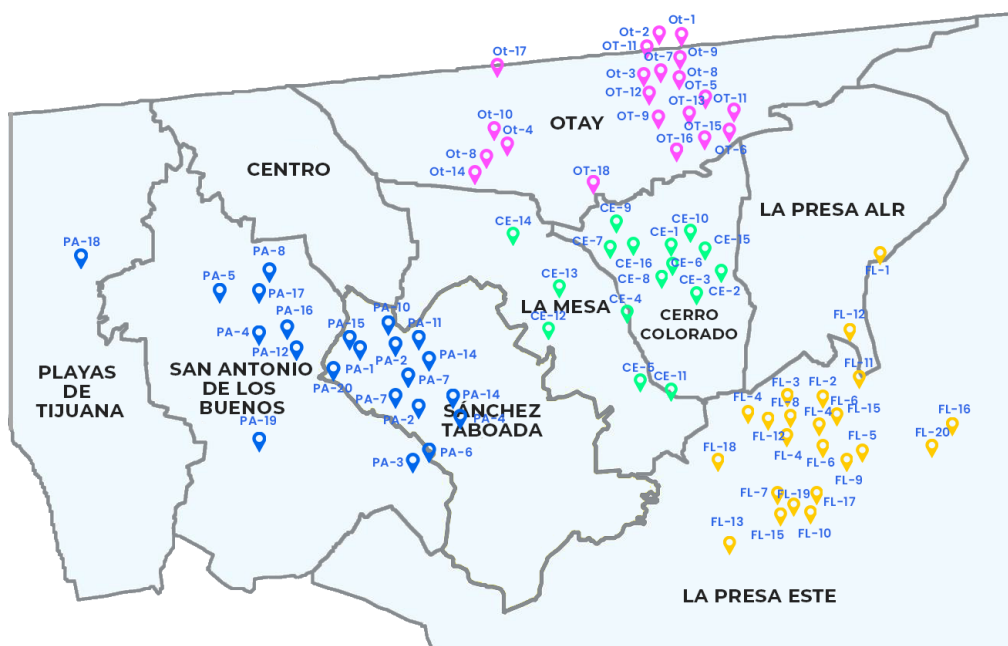 Ot-1
Ot-2
OT-11
Ot-9
Ot-17
Ot-7
Ot-3
Ot-8
OT-5
OT-12
OT-11
OT-13
Ot-10
OT-9
OTAY
Ot-4
OT-15
OT-6
OT-16
Ot-8
Ot-14
OT-18
CENTRO
CE-9
LA PRESA ALR
CE-14
CE-10
PA-18
CE-7
CE-1
CE-15
PA-8
CE-16
CE-6
FL-1
CE-8
CE-3
PA-5
CE-13
CE-2
PA-17
LA MESA
PA-10
CE-4
CERRO
COLORADO
PA-16
CE-12
FL-12
PA-4
PA-15
PA-11
PA-12
PA-2
PA-14
FL-11
PLAYAS
DE
TIJUANA
SAN ANTONIO
DE LOS
BUENOS
PA-1
PA-20
PA-7
CE-5
CE-11
FL-3
FL-2
PA-7
PA-14
FL-4
FL-8
FL-6
FL-15
FL-16
PA-2
PA-4
SÁNCHEZ
TABOADA
FL-4
PA-19
FL-12
FL-5
FL-20
FL-4
FL-6
PA-6
PA-3
FL-18
FL-9
FL-7
FL-19
FL-17
FL-13
FL-15
FL-10
LA PRESA ESTE